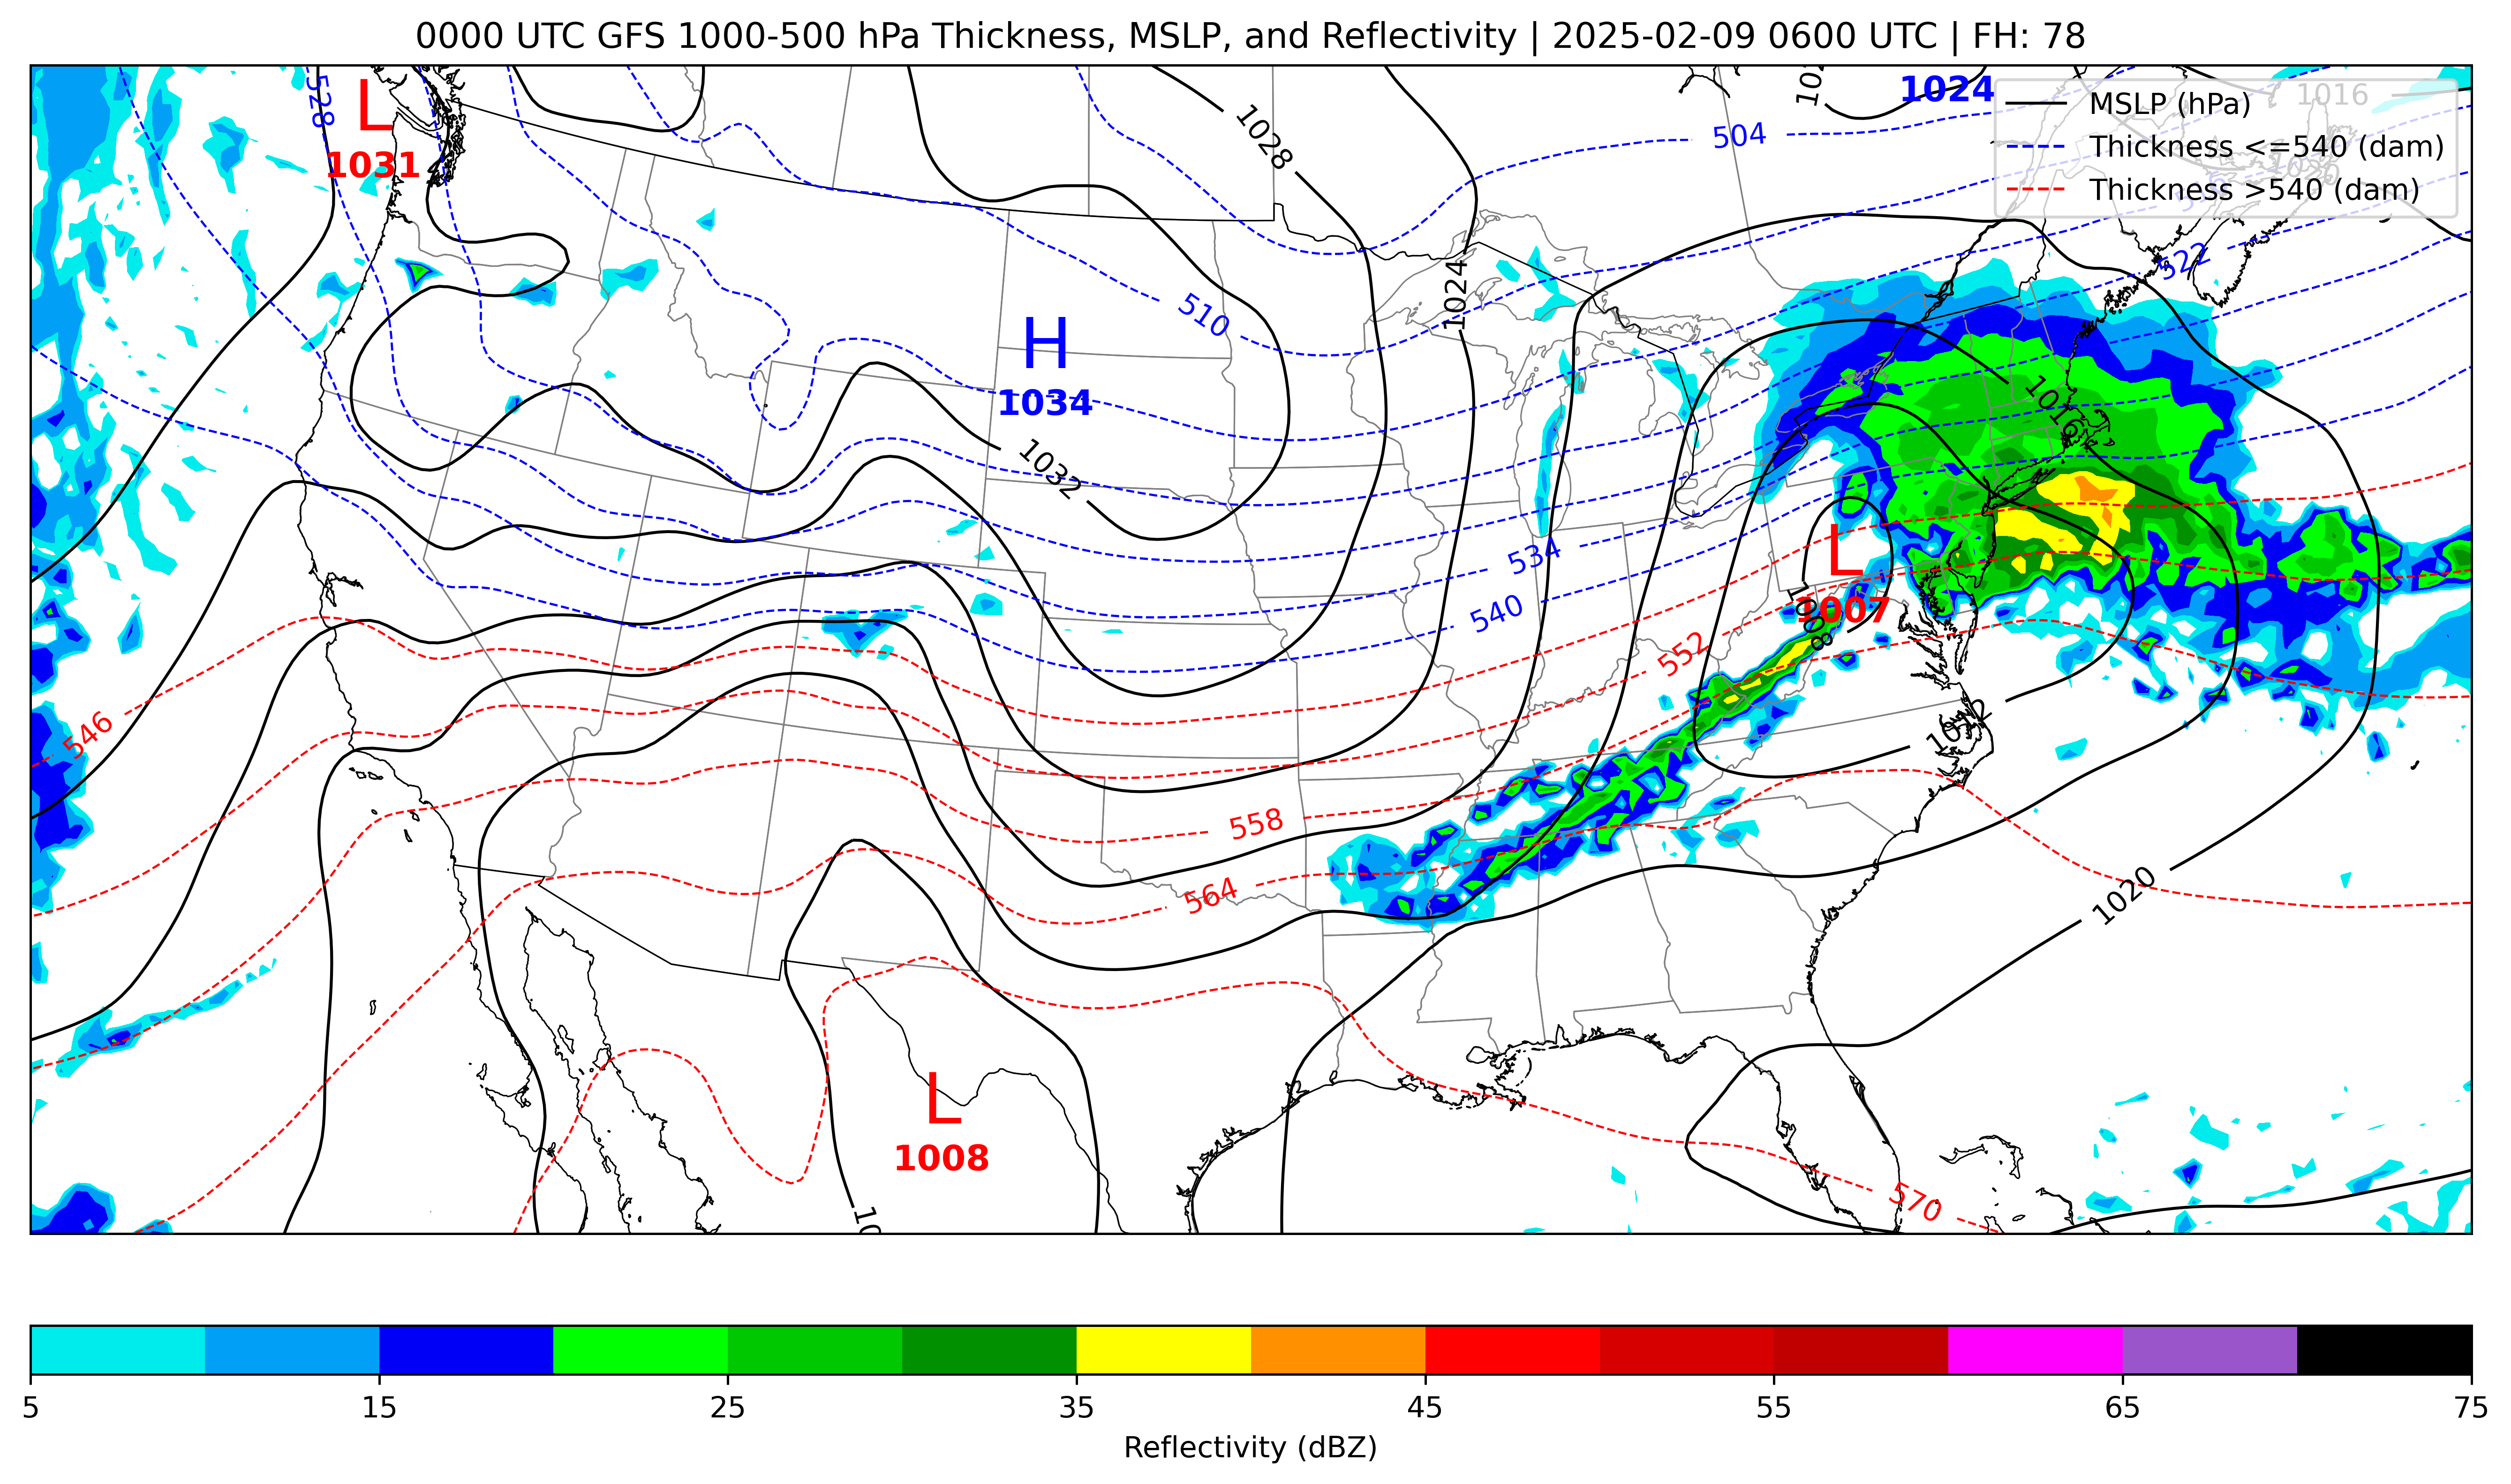 0000 UTC GFS 1000-500 hPa Thickness, MSLP, and Reflectivity | 2025-02-09 0600 UTC | FH: 78
528
L
1031
1028
1024
504
1016
MSLP (hPa)
Thickness <=540 (dam)
Thickness >540 (dam)
522
510
1024
H
1034
1016
1032
534
L
1007
1008
540
552
546
1012
558
564
1020
L
1008
570
5 15 25 35 45 55 65 75
Reflectivity (dBZ)